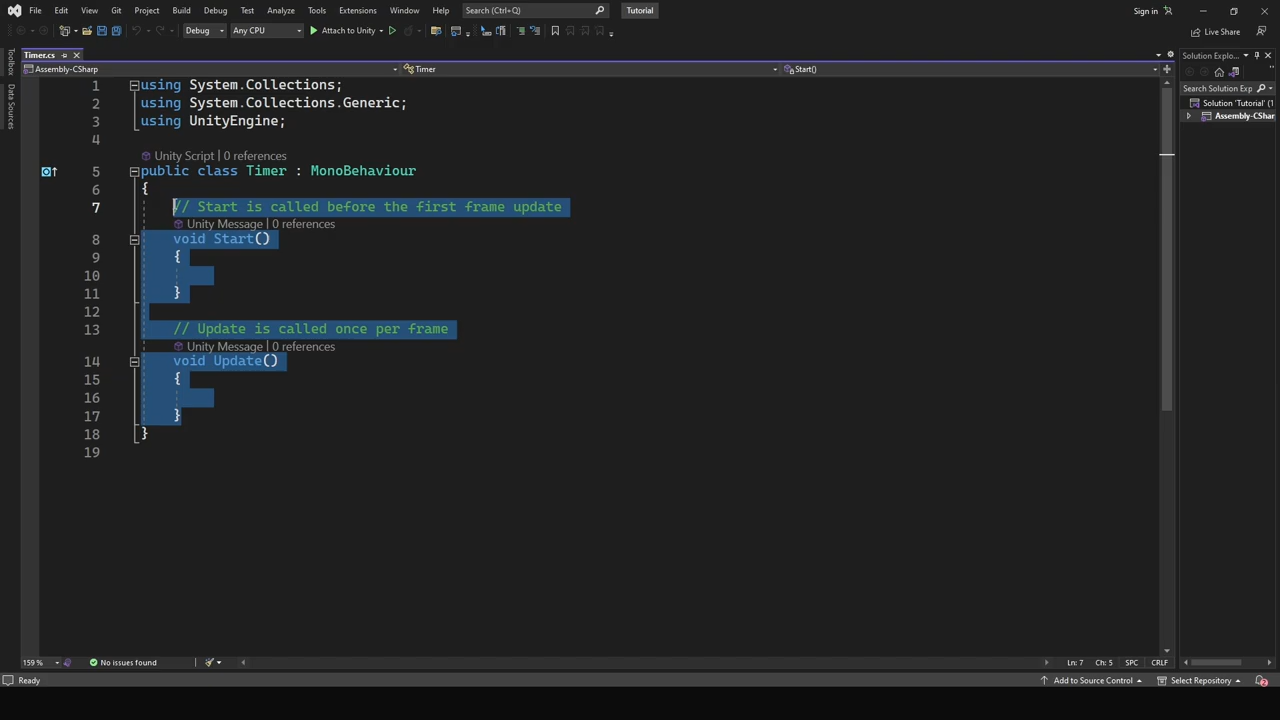 File Edit View Git Project Build Debug Test Analyze Tools Extensions Window Help Search (Ctrl+Q) Tutorial Sign in
Debug Any CPU Attach to Unity Live Share
Timer.cs
Solution Explo...
Assembly-CSharp Timer Start()
Toolbox
Data Sources
Search Solution Exp
Solution 'Tutorial' (1
Assembly-CShar
1 using System.Collections;
2 using System.Collections.Generic;
3 using UnityEngine;
4
Unity Script | 0 references
5 public class Timer : MonoBehaviour
6 {
7 // Start is called before the first frame update
Unity Message | 0 references
8 void Start()
9 {
10
11 }
12
13 // Update is called once per frame
Unity Message | 0 references
14 void Update()
15 {
16
17 }
18 }
19
159 % No issues found Ln: 7 Ch: 5 SPC CRLF
Ready Add to Source Control Select Repository 2